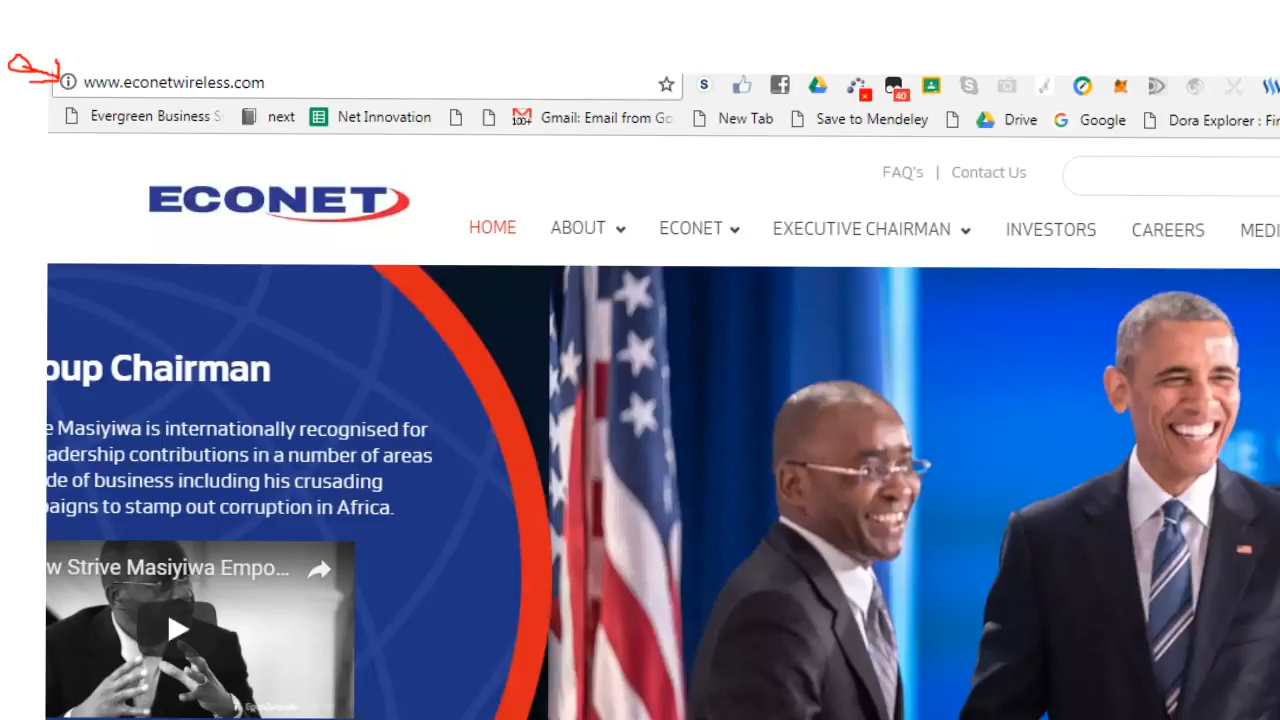 www.econetwireless.com
S
40
Evergreen Business S
next
Net Innovation
100+
Gmail: Email from Go
New Tab
Save to Mendeley
Drive
Google
Dora Explorer : Fir
FAQ's | Contact Us
ECONET
HOME
ABOUT
ECONET
EXECUTIVE CHAIRMAN
INVESTORS
CAREERS
MEDI
oup Chairman
e Masiyiwa is internationally recognised for
adership contributions in a number of areas
de of business including his crusading
paigns to stamp out corruption in Africa.
w Strive Masiyiwa Empo...